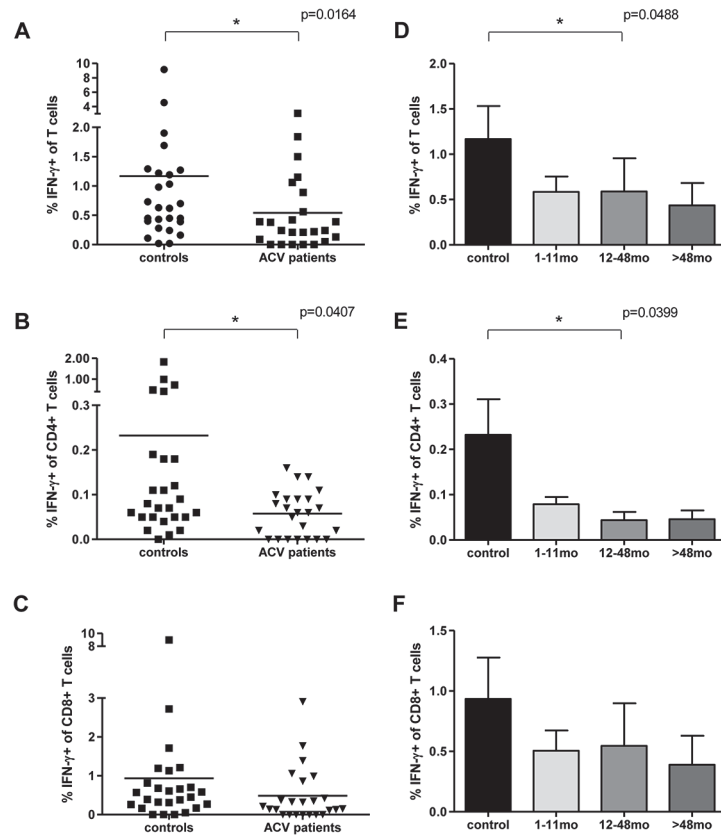 A
* p=0.0164
% IFN-γ+ of T cells
10
8
6
4
2
2.0
1.5
1.0
0.5
0.0
controls ACV patients
D
* p=0.0488
% IFN-γ+ of T cells
2.0
1.5
1.0
0.5
0.0
control 1-11mo 12-48mo >48mo
B
* p=0.0407
% IFN-γ+ of CD4+ T cells
2.00
1.00
0.3
0.2
0.1
0.0
controls ACV patients
E
* p=0.0399
% IFN-γ+ of CD4+ T cells
0.4
0.3
0.2
0.1
0.0
control 1-11mo 12-48mo >48mo
C
% IFN-γ+ of CD8+ T cells
10
8
3
2
1
0
controls ACV patients
F
% IFN-γ+ of CD8+ T cells
1.5
1.0
0.5
0.0
control 1-11mo 12-48mo >48mo